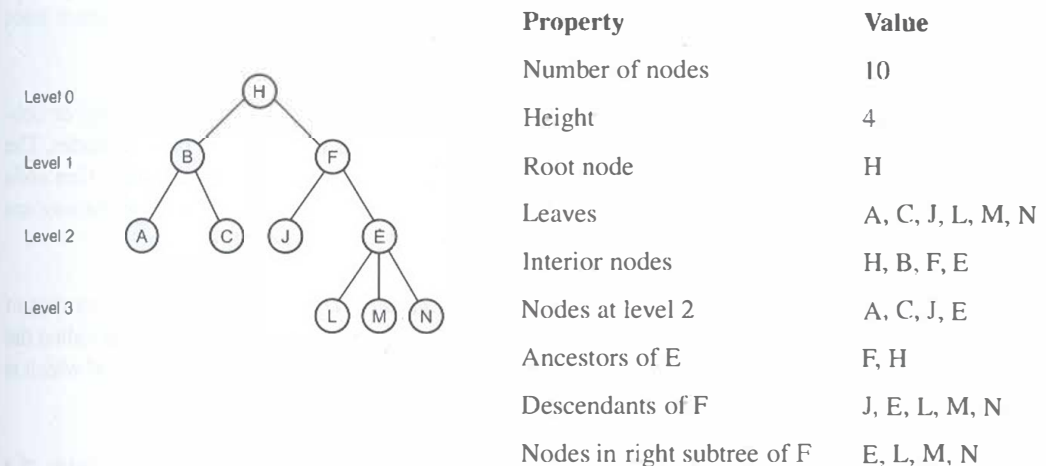 Level 0
H
Level 1
B F
Level 2
A C J E
Level 3
L M N
Property Value
Number of nodes 10
Height 4
Root node H
Leaves A, C, J, L, M, N
Interior nodes H, B, F, E
Nodes at level 2 A, C, J, E
Ancestors of E F, H
Descendants of F J, E, L, M, N
Nodes in right subtree of F E, L, M, N